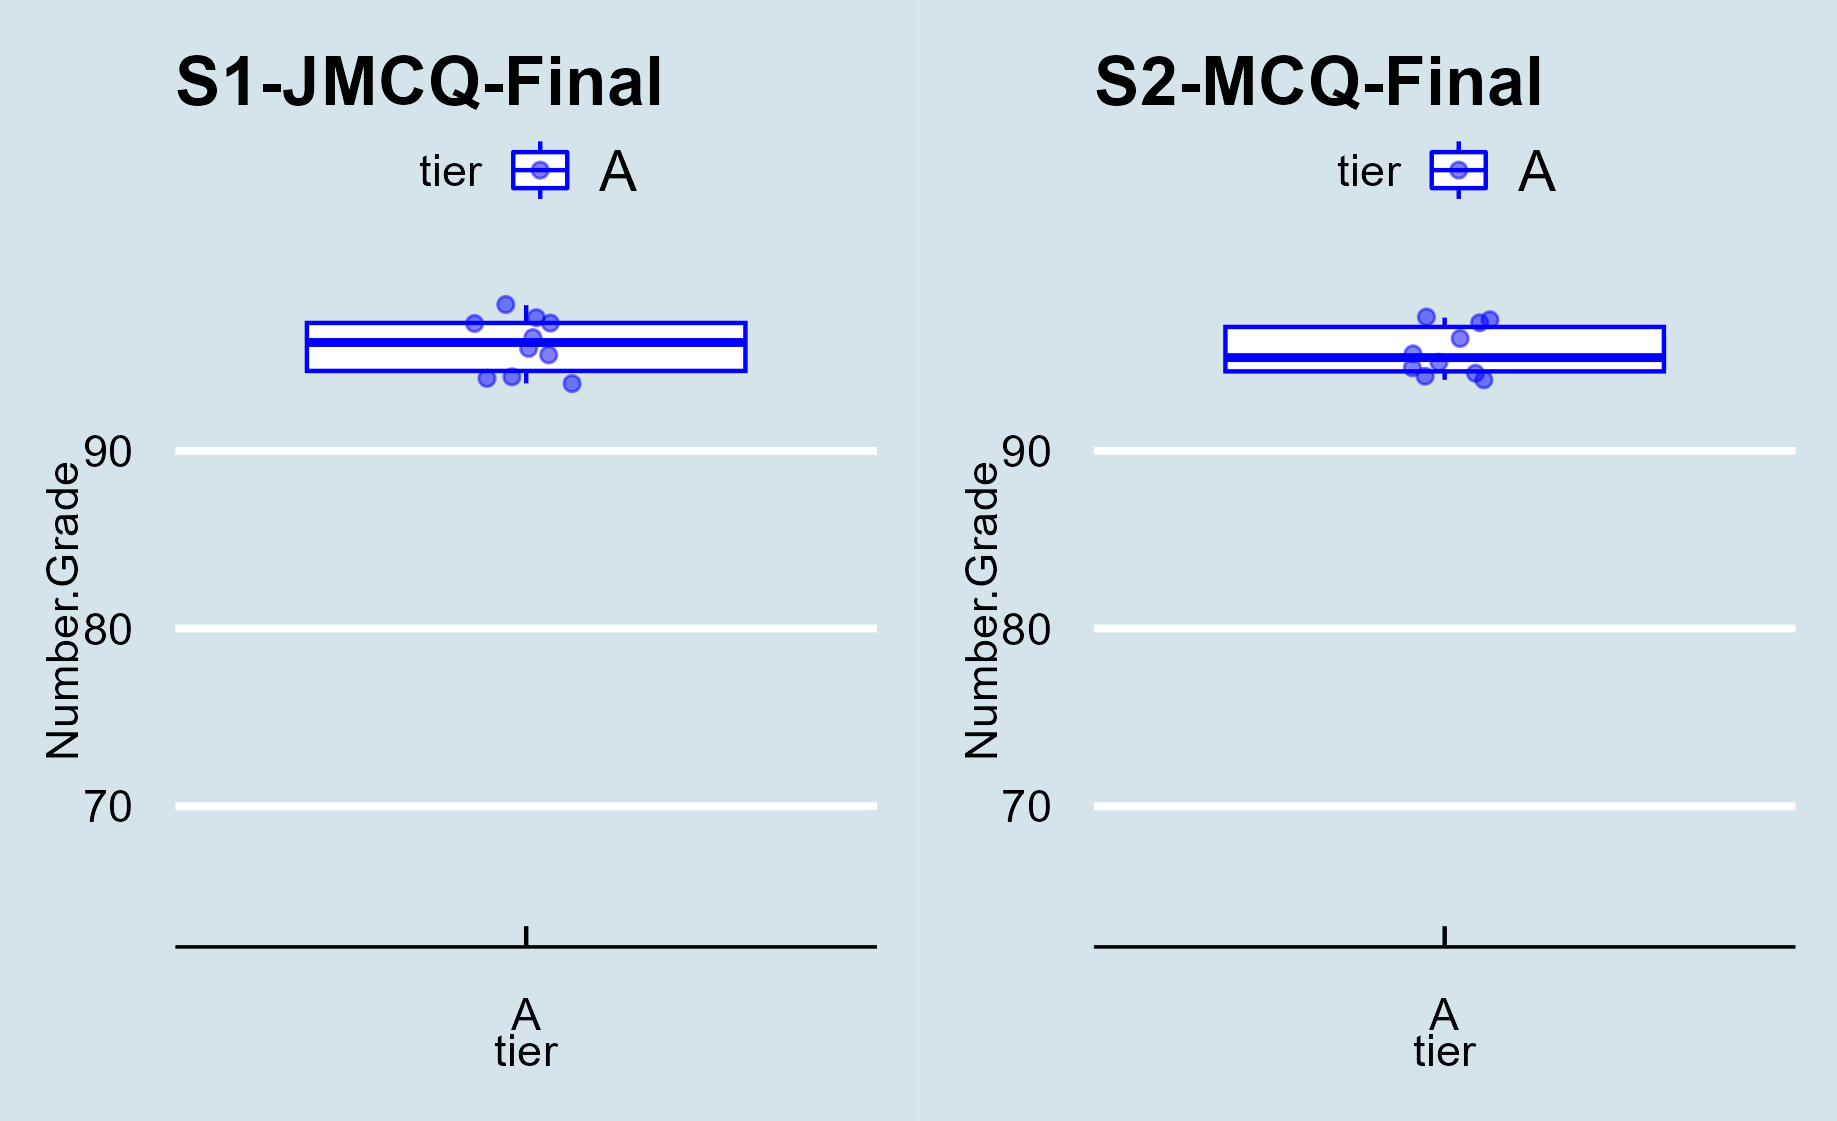 S1-JMCQ-Final
tier A
Number.Grade
90
80
70
A
tier
S2-MCQ-Final
tier A
Number.Grade
90
80
70
A
tier